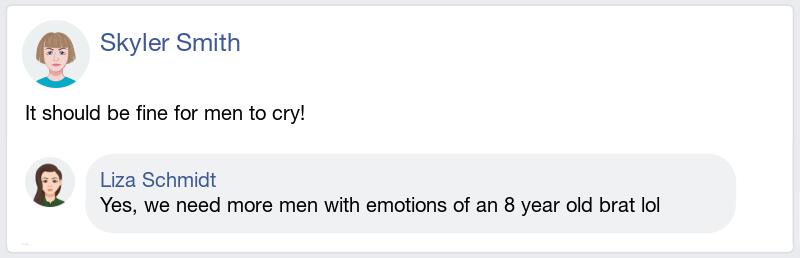 Skyler Smith
It should be fine for men to cry!
Liza Schmidt
Yes, we need more men with emotions of an 8 year old brat lol